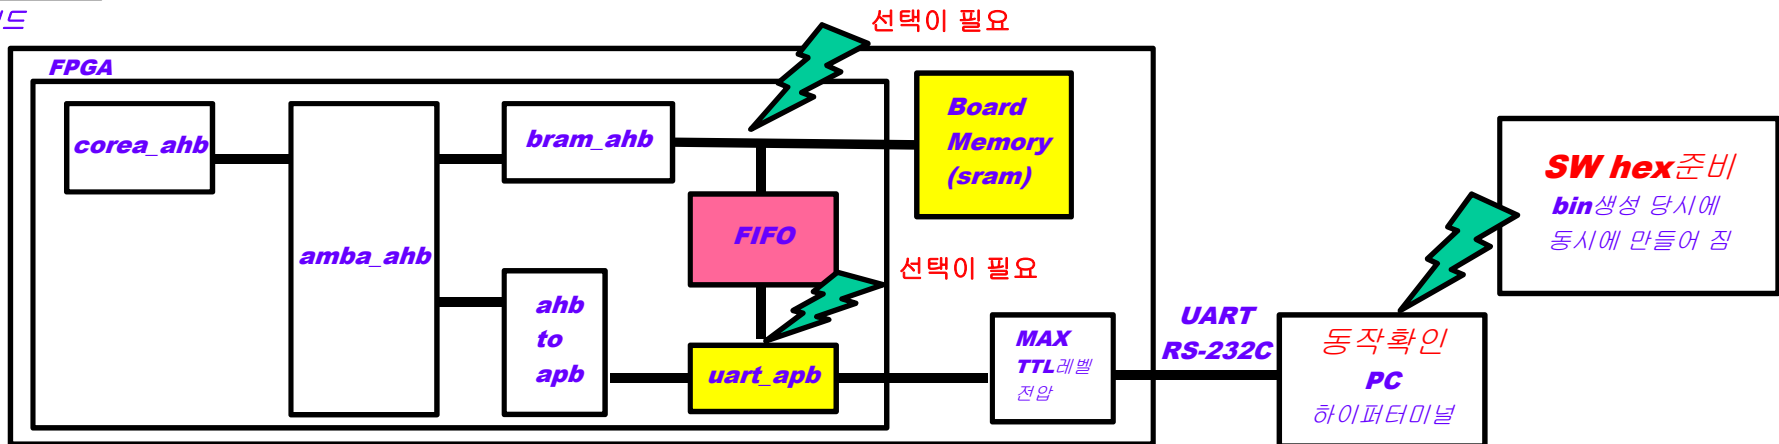 선택이 필요
FPGA
corea_ahb
amba_ahb
bram_ahb
Board
Memory
(sram)
FIFO
선택이 필요
ahb
to
apb
uart_apb
MAX
TTL레벨
전압
UART
RS-232C
SW hex준비
bin생성 당시에
동시에 만들어 짐
동작확인
PC
하이퍼터미널